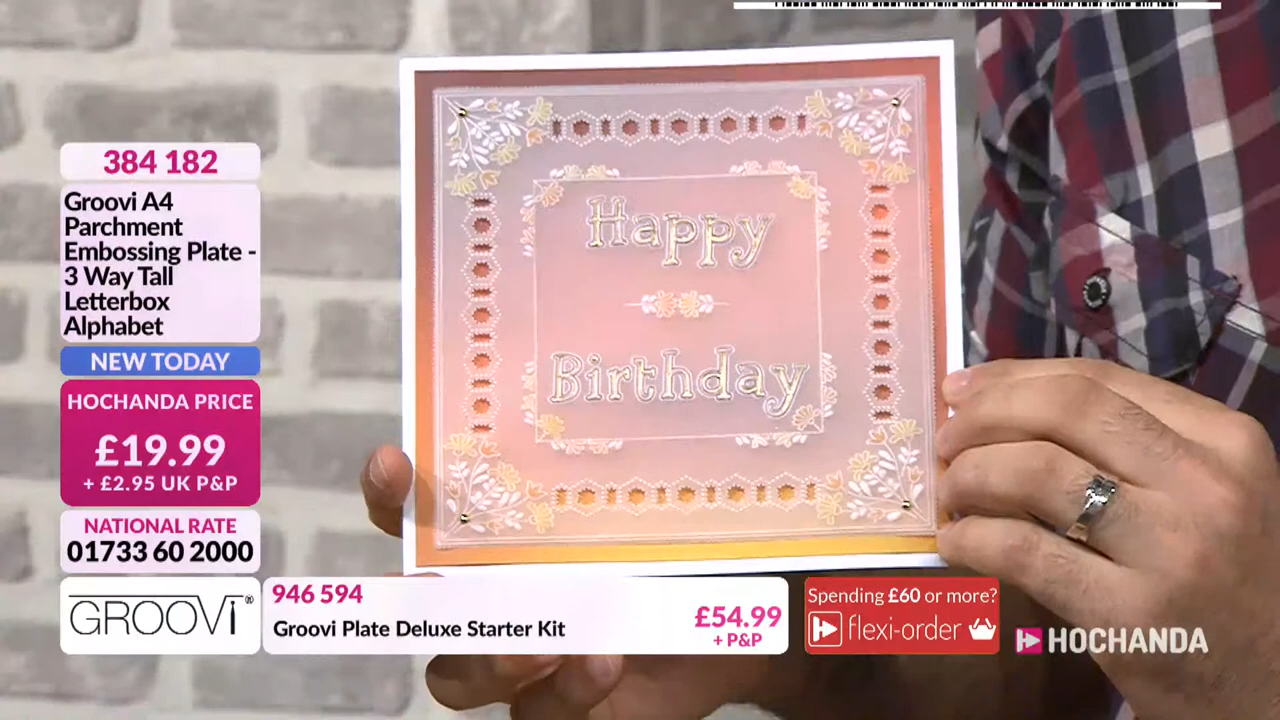 384 182
Groovi A4
Parchment
Embossing Plate -
3 Way Tall
Letterbox
Alphabet
NEW TODAY
HOCHANDA PRICE
£19.99
+ £2.95 UK P&P
NATIONAL RATE
01733 60 2000
GROOVI®
946 594
Groovi Plate Deluxe Starter Kit
£54.99
+ P&P
Spending £60 or more?
flexi-order
HOCHANDA
Happy
Birthday